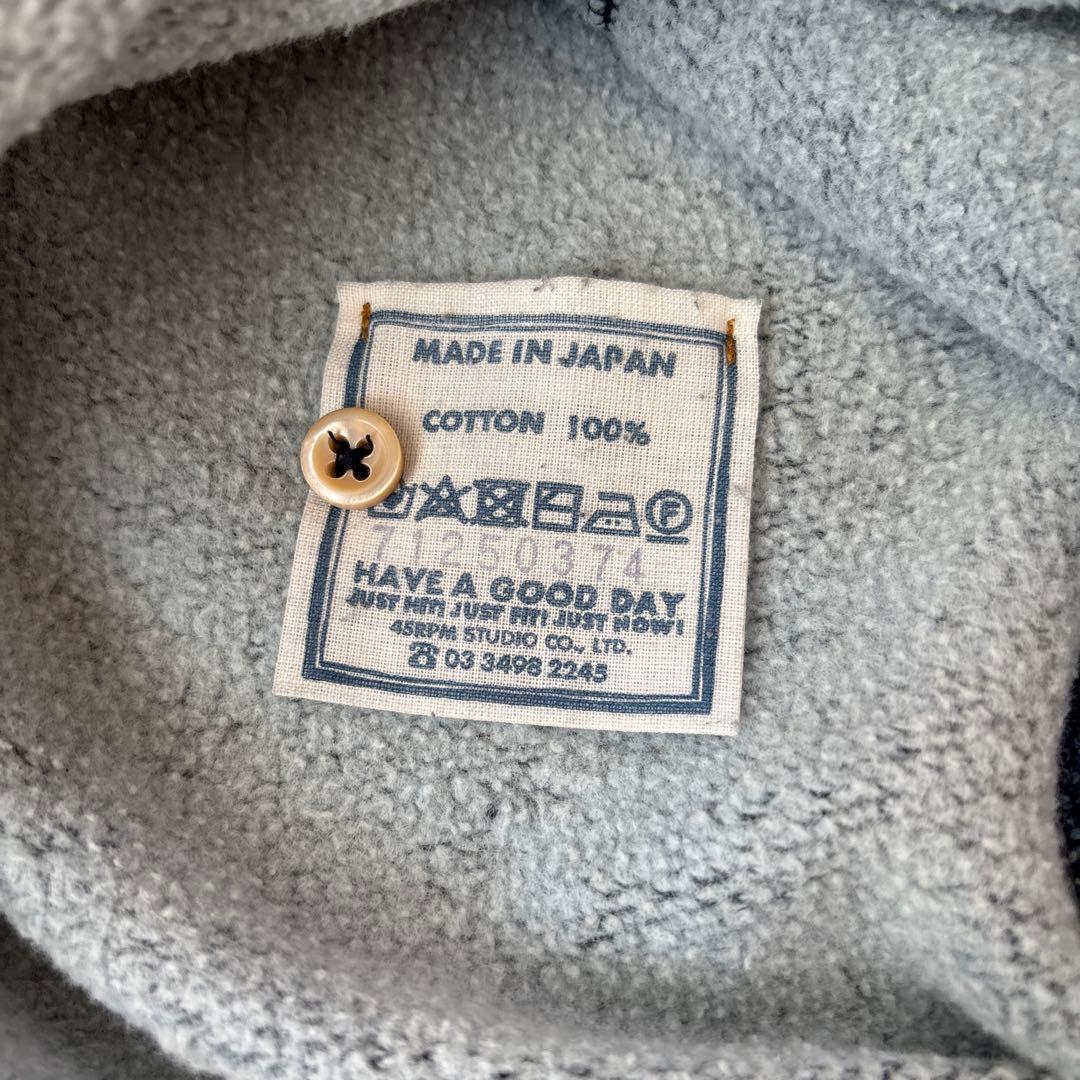 MADE IN JAPAN
COTTON 100%
F
71250374
HAVE A GOOD DAY
JUST HIT! JUST FIT! JUST NOW!
45RPM STUDIO CO., LTD.
☎ 03 3498 2245